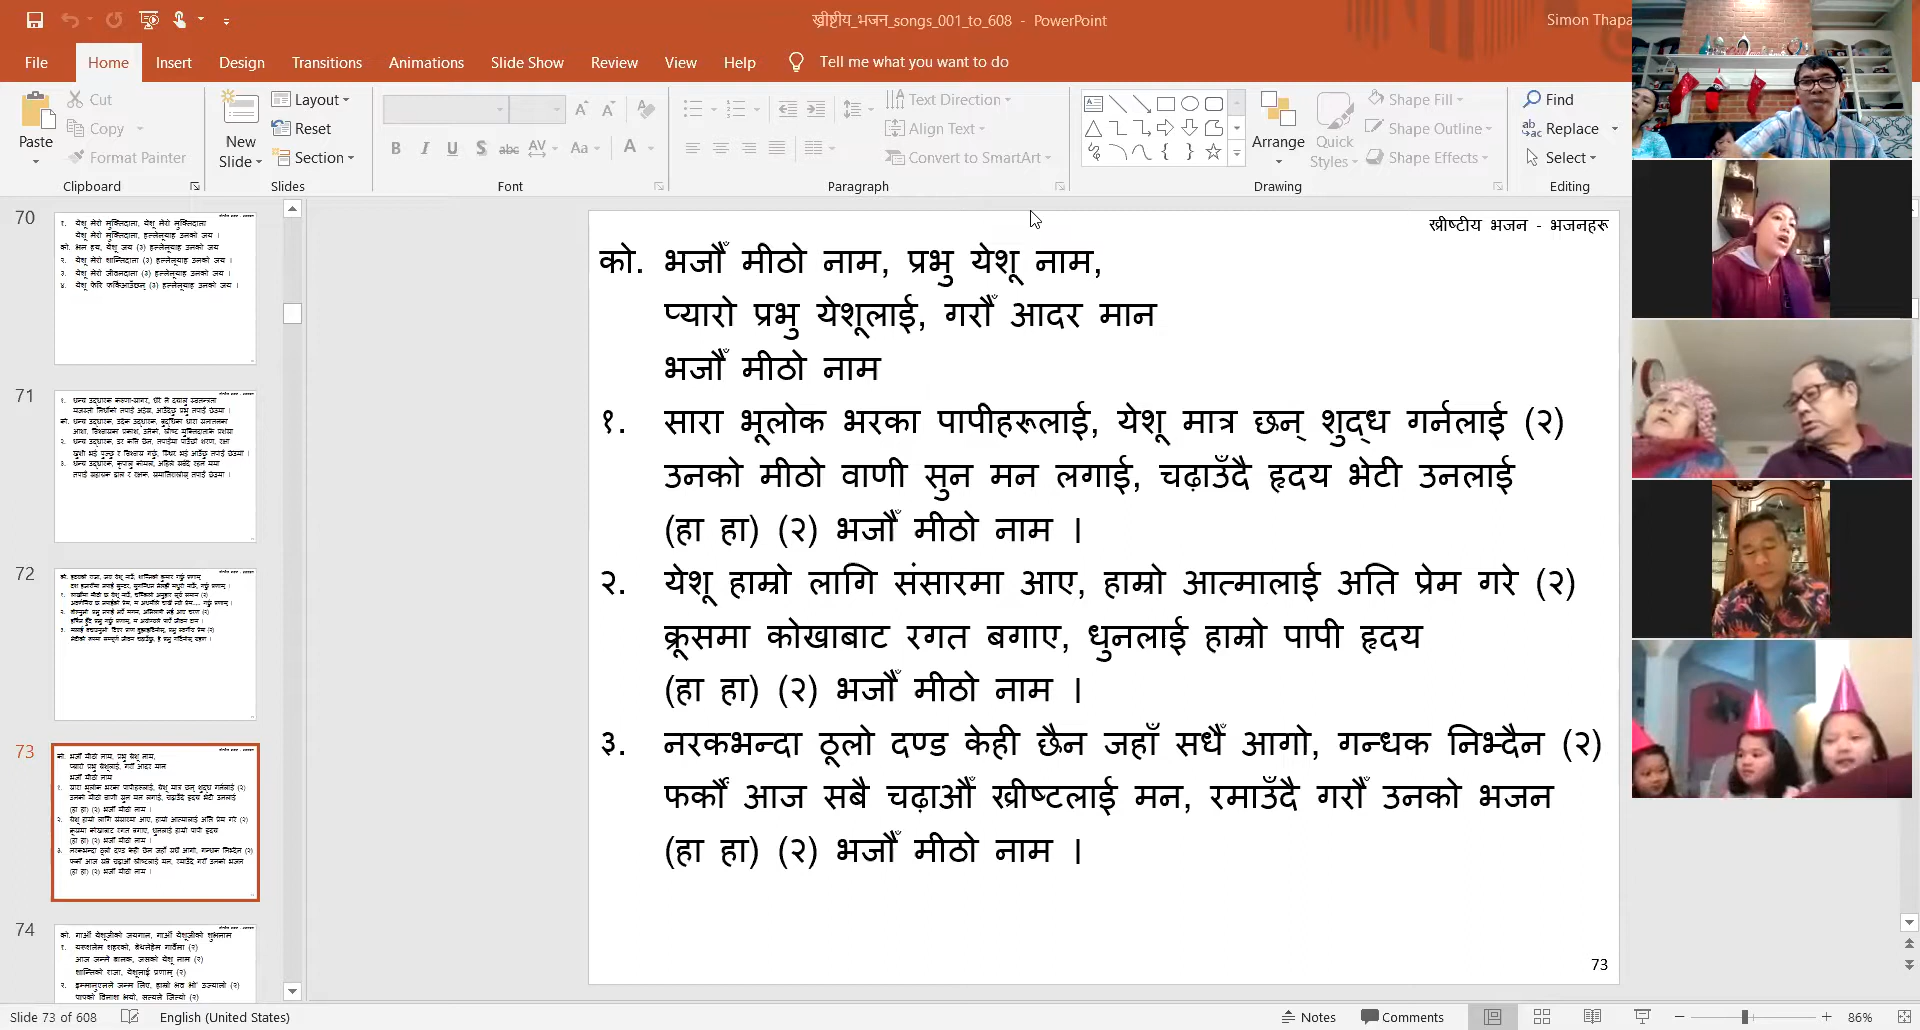 ख्रीष्टीय_भजन_songs_001_to_608 - PowerPoint
Simon Thapa
File Home Insert Design Transitions Animations Slide Show Review View Help Tell me what you want to do
Paste
Cut
Copy
Format Painter
Clipboard
New Slide
Layout
Reset
Section
Slides
Font
Text Direction
Align Text
Convert to SmartArt
Paragraph
Arrange
Quick Styles
Shape Fill
Shape Outline
Shape Effects
Drawing
Find
Replace
Select
Editing
70
71
72
73
74
ख्रीष्टीय भजन - भजनहरू
को. भजौँ मीठो नाम, प्रभु येशू नाम,
प्यारो प्रभु येशूलाई, गरौँ आदर मान
भजौँ मीठो नाम
१. सारा भूलोक भरका पापीहरूलाई, येशू मात्र छन् शुद्ध गर्नलाई (२)
उनको मीठो वाणी सुन मन लगाई, चढाउँदै हृदय भेटी उनलाई
(हा हा) (२) भजौँ मीठो नाम ।
२. येशू हाम्रो लागि संसारमा आए, हाम्रो आत्मालाई अति प्रेम गरे (२)
क्रूसमा कोखाबाट रगत बगाए, धुनलाई हाम्रो पापी हृदय
(हा हा) (२) भजौँ मीठो नाम ।
३. नरकभन्दा ठूलो दण्ड केही छैन जहाँ सधैँ आगो, गन्धक निभ्दैन (२)
फर्कौं आज सबै चढाऔँ ख्रीष्टलाई मन, रमाउँदै गरौँ उनको भजन
(हा हा) (२) भजौँ मीठो नाम ।
73
Slide 73 of 608
English (United States)
Notes
Comments
86%